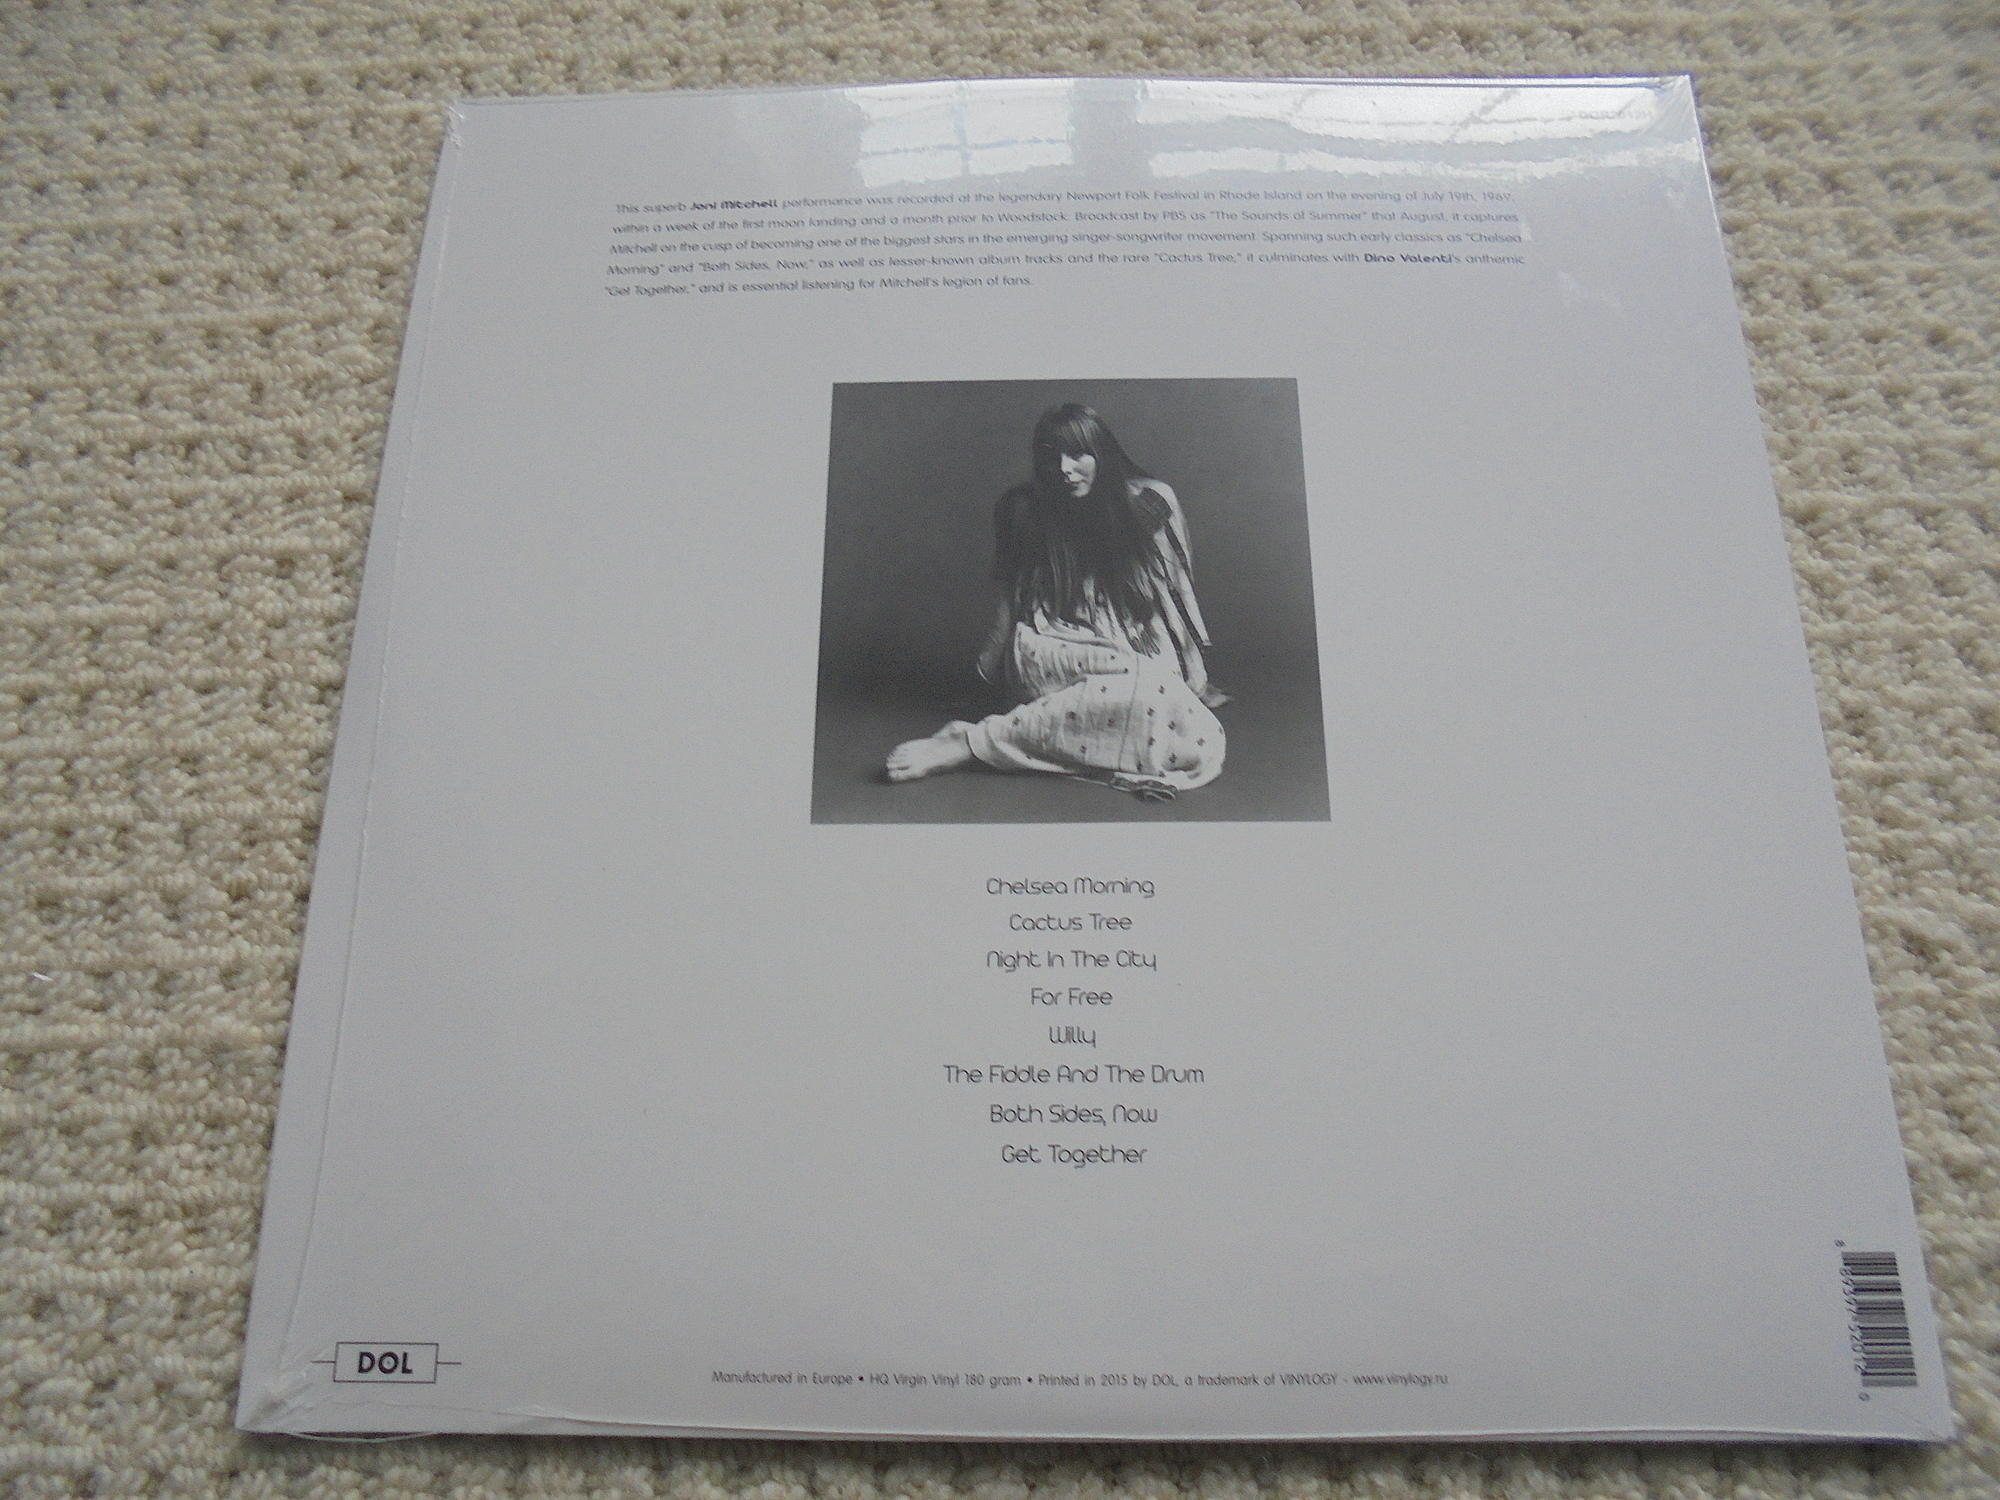 This superb Joni Mitchell performance was recorded at the legendary Newport Folk Festival in Rhode Island on the evening of July 19th, 1969,
within a week of the first moon landing and a month prior to Woodstock. Broadcast by PBS as "The Sounds of Summer" that August, it captures
Mitchell on the cusp of becoming one of the biggest stars in the emerging singer-songwriter movement. Spanning such early classics as "Chelsea
Morning" and "Both Sides, Now," as well as lesser-known album tracks and the rare "Cactus Tree," it culminates with Dino Valenti's anthemic
"Get Together," and is essential listening for Mitchell's legion of fans.
Chelsea Morning
Cactus Tree
Night In The City
For Free
Willy
The Fiddle And The Drum
Both Sides, Now
Get Together
DOL
Manufactured in Europe • HQ Virgin Vinyl 180 gram • Printed in 2015 by DOL, a trademark of VINYLOGY - www.vinylogy.ru
8 89397 52012 0